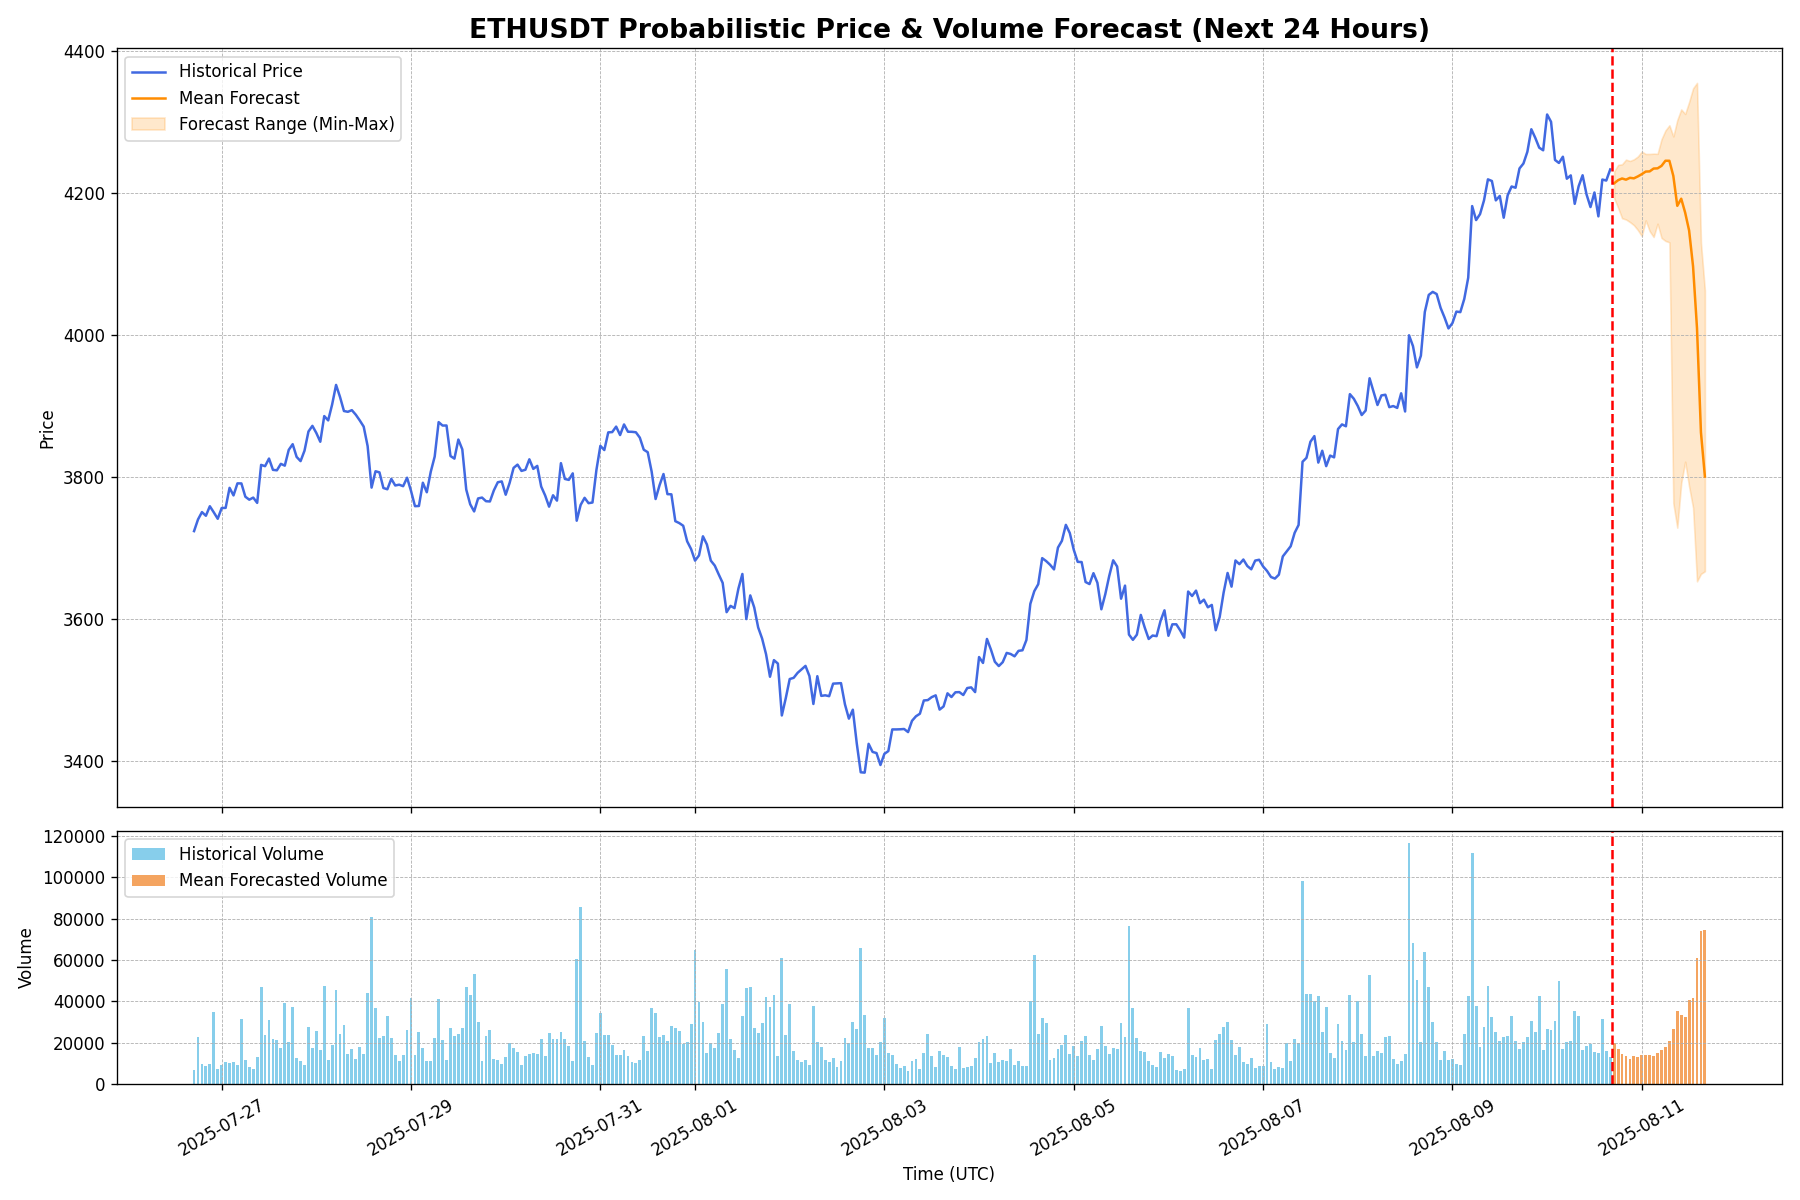 ETHUSDT Probabilistic Price & Volume Forecast (Next 24 Hours)
Historical Price
Mean Forecast
Forecast Range (Min-Max)
4400
4200
4000
3800
3600
3400
Price
Historical Volume
Mean Forecasted Volume
120000
100000
80000
60000
40000
20000
0
Volume
2025-07-27
2025-07-29
2025-07-31
2025-08-01
2025-08-03
2025-08-05
2025-08-07
2025-08-09
2025-08-11
Time (UTC)